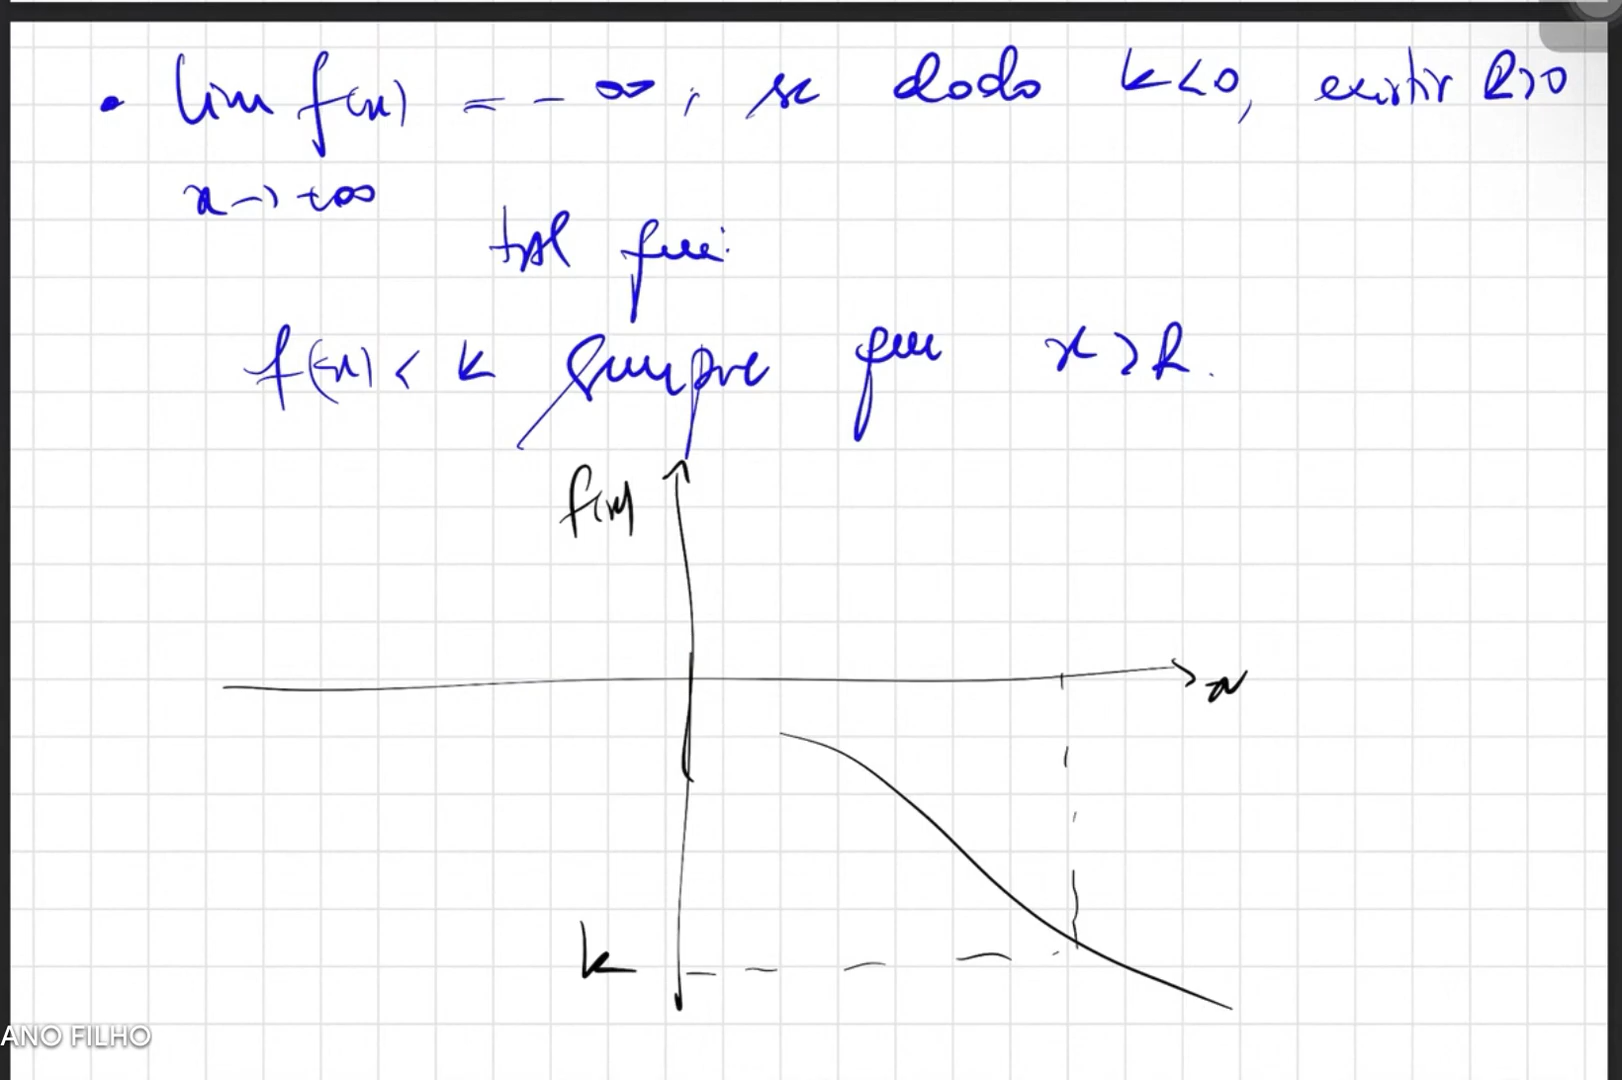 • lim f(x) = -∞, se dado k<0, existir R>0
x → +∞
tal que:
f(x) < k sempre que x > R.
f(x)
x
k
ANO FILHO